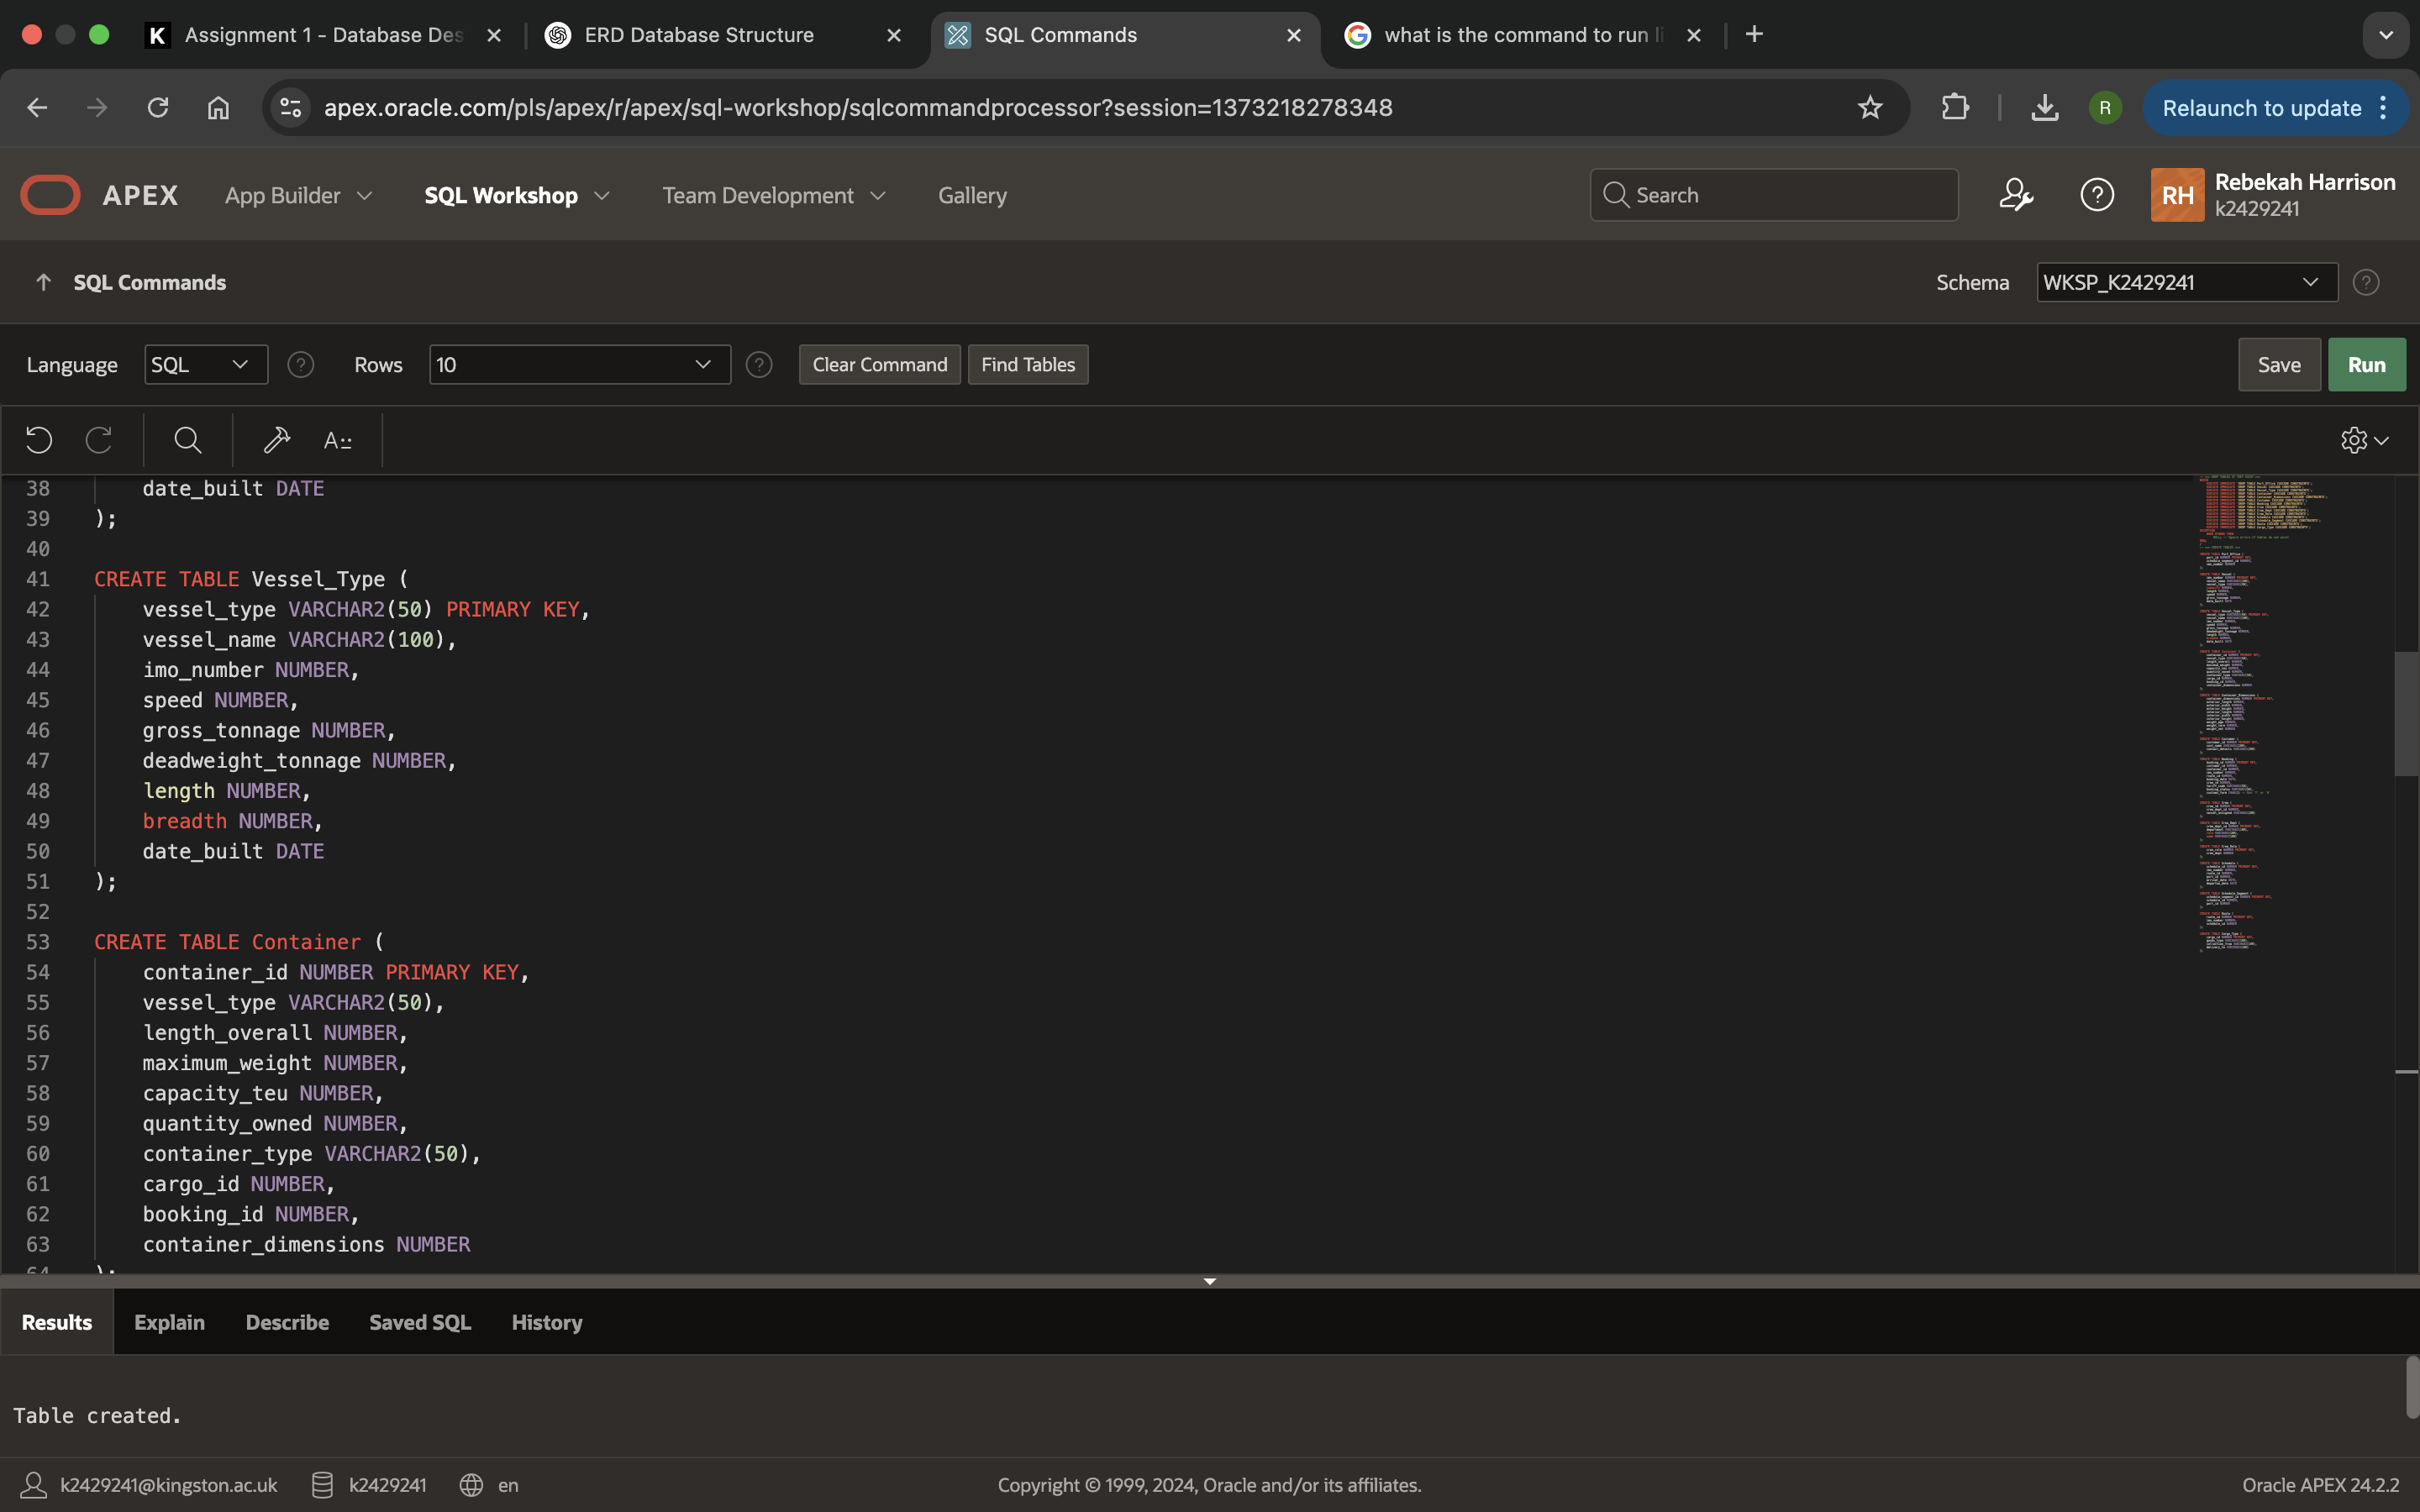 Assignment 1 - Database Des
ERD Database Structure
SQL Commands
what is the command to run li
apex.oracle.com/pls/apex/r/apex/sql-workshop/sqlcommandprocessor?session=1373218278348
R
Relaunch to update
APEX
App Builder
SQL Workshop
Team Development
Gallery
Search
RH
Rebekah Harrison
k2429241
SQL Commands
Schema
WKSP_K2429241
Language
SQL
Rows
10
Clear Command
Find Tables
Save
Run
38 date_built DATE
39 );
40
41 CREATE TABLE Vessel_Type (
42 vessel_type VARCHAR2(50) PRIMARY KEY,
43 vessel_name VARCHAR2(100),
44 imo_number NUMBER,
45 speed NUMBER,
46 gross_tonnage NUMBER,
47 deadweight_tonnage NUMBER,
48 length NUMBER,
49 breadth NUMBER,
50 date_built DATE
51 );
52
53 CREATE TABLE Container (
54 container_id NUMBER PRIMARY KEY,
55 vessel_type VARCHAR2(50),
56 length_overall NUMBER,
57 maximum_weight NUMBER,
58 capacity_teu NUMBER,
59 quantity_owned NUMBER,
60 container_type VARCHAR2(50),
61 cargo_id NUMBER,
62 booking_id NUMBER,
63 container_dimensions NUMBER
64 );
Results
Explain
Describe
Saved SQL
History
Table created.
k2429241@kingston.ac.uk
k2429241
en
Copyright © 1999, 2024, Oracle and/or its affiliates.
Oracle APEX 24.2.2